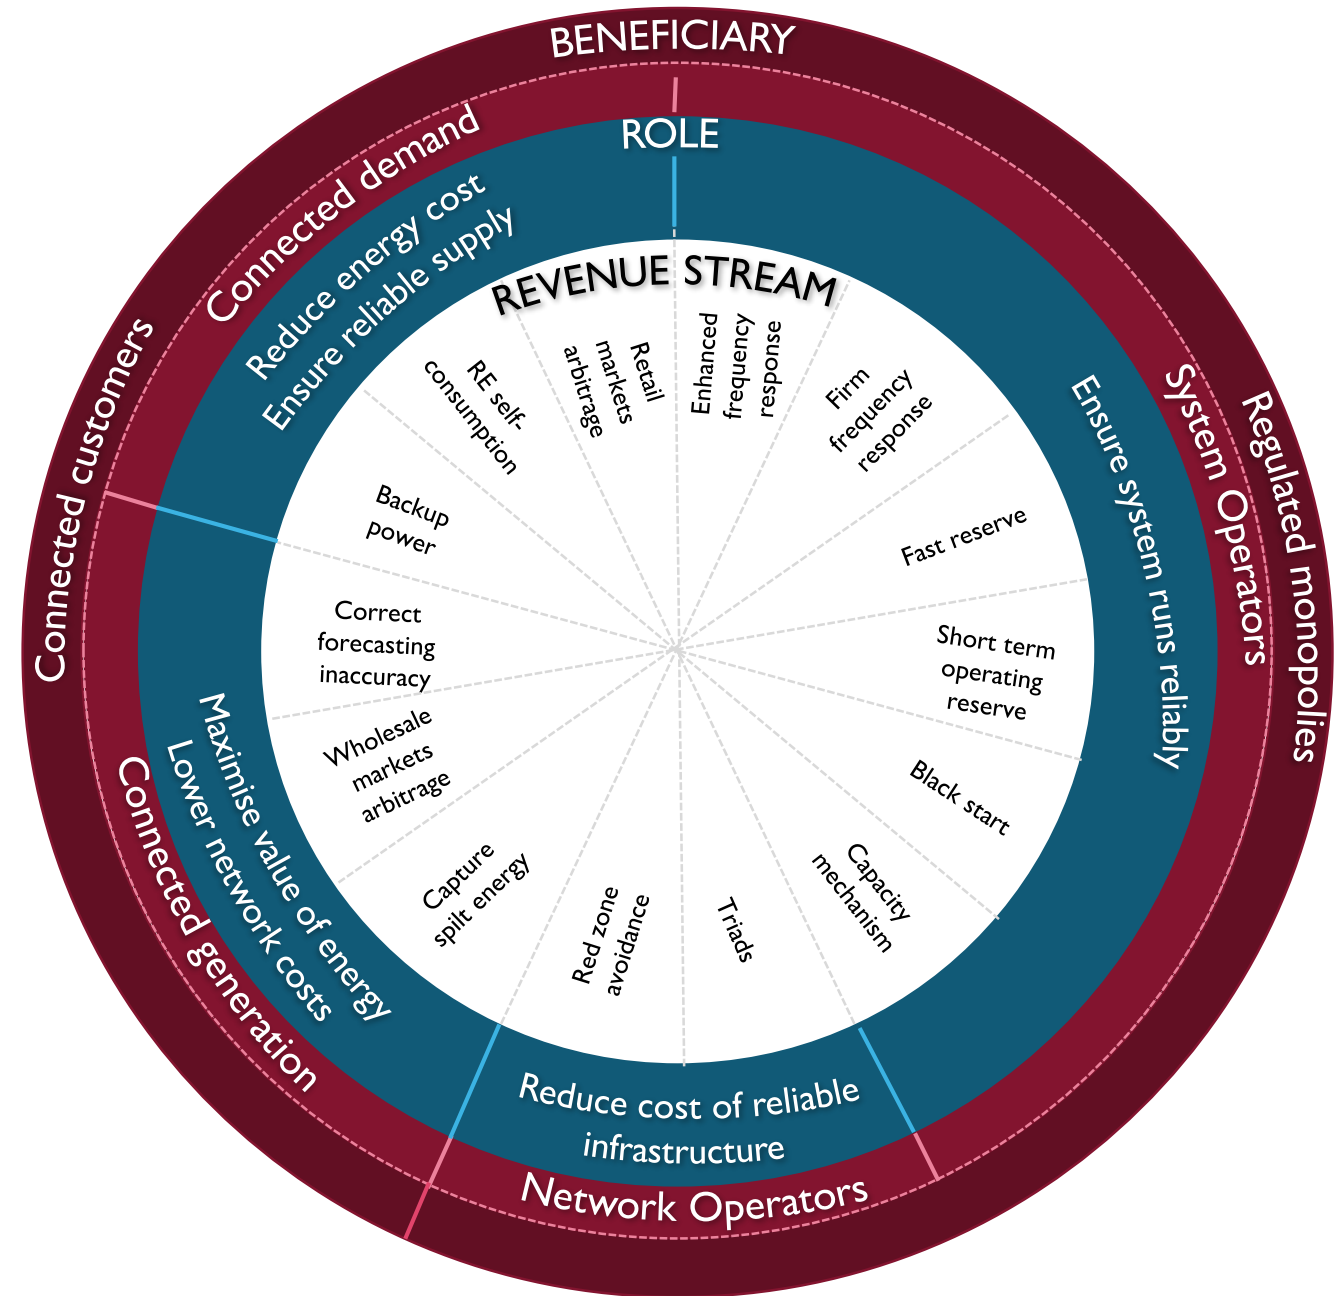 BENEFICIARY
ROLE
REVENUE STREAM
Connected customers
Regulated monopolies
Connected demand
System Operators
Network Operators
Connected generation
Reduce energy cost
Ensure reliable supply
Ensure system runs reliably
Reduce cost of reliable
infrastructure
Maximise value of energy
Lower network costs
Enhanced
frequency
response
Firm
frequency
response
Fast reserve
Short term
operating
reserve
Black start
Capacity
mechanism
Triads
Red zone
avoidance
Capture
spilt energy
Wholesale
markets
arbitrage
Correct
forecasting
inaccuracy
Backup
power
RE self-
consumption
Retail
markets
arbitrage